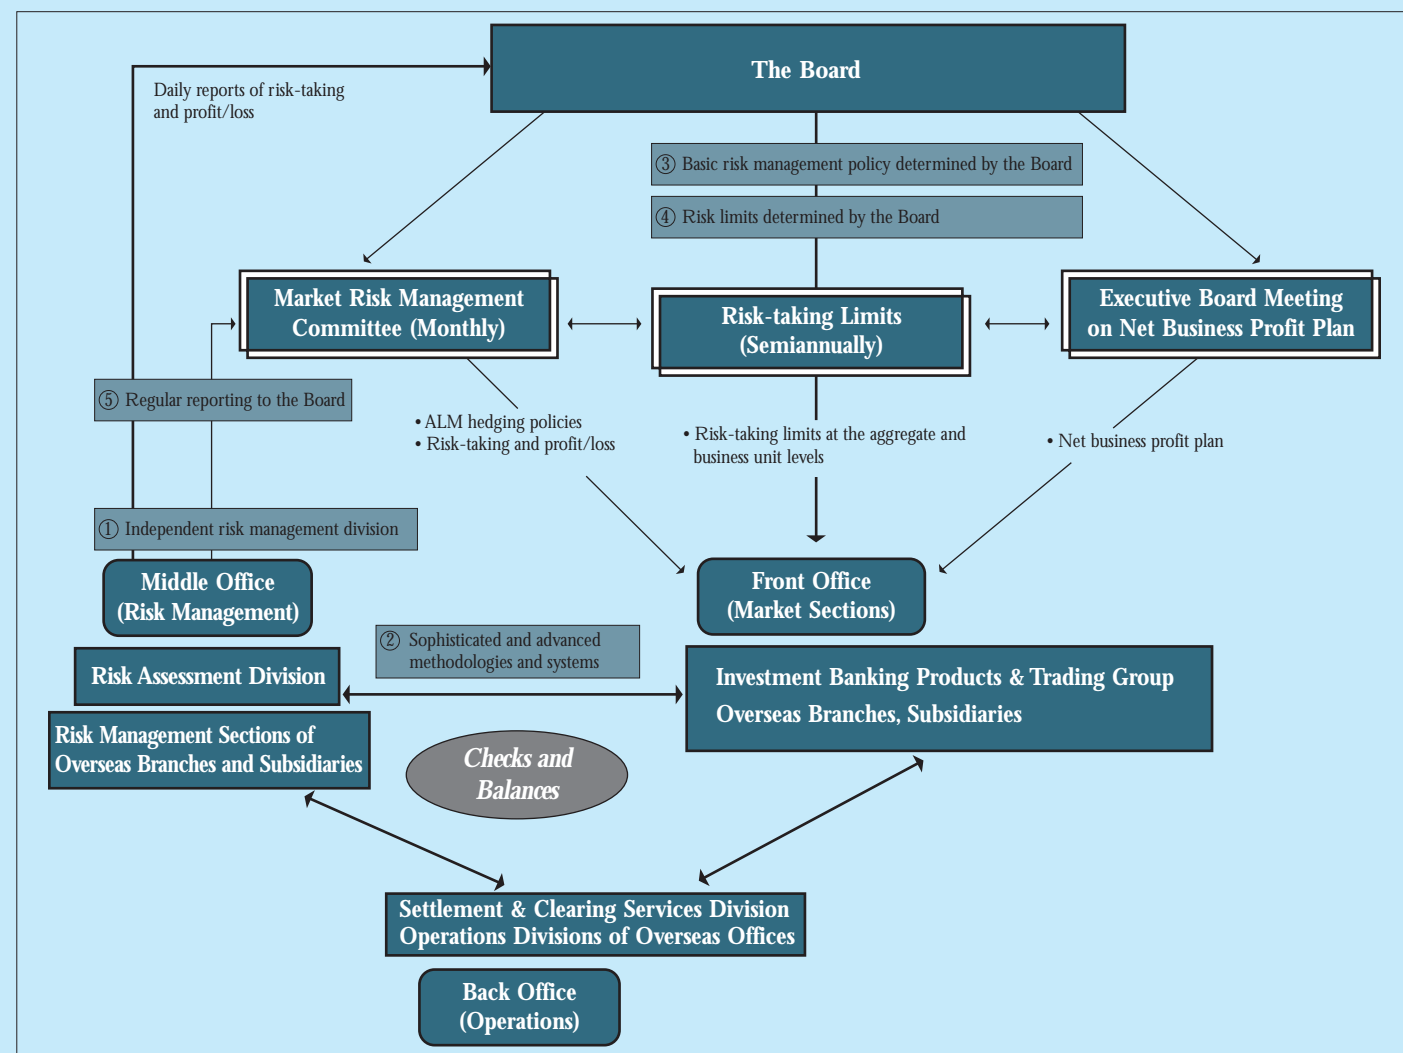 The Board
Daily reports of risk-taking
and profit/loss
③ Basic risk management policy determined by the Board
④ Risk limits determined by the Board
Market Risk Management
Committee (Monthly)
Risk-taking Limits
(Semiannually)
Executive Board Meeting
on Net Business Profit Plan
⑤ Regular reporting to the Board
• ALM hedging policies
• Risk-taking and profit/loss
• Risk-taking limits at the aggregate and
business unit levels
• Net business profit plan
① Independent risk management division
Middle Office
(Risk Management)
Front Office
(Market Sections)
② Sophisticated and advanced
methodologies and systems
Risk Assessment Division
Investment Banking Products & Trading Group
Overseas Branches, Subsidiaries
Risk Management Sections of
Overseas Branches and Subsidiaries
Checks and
Balances
Settlement & Clearing Services Division
Operations Divisions of Overseas Offices
Back Office
(Operations)